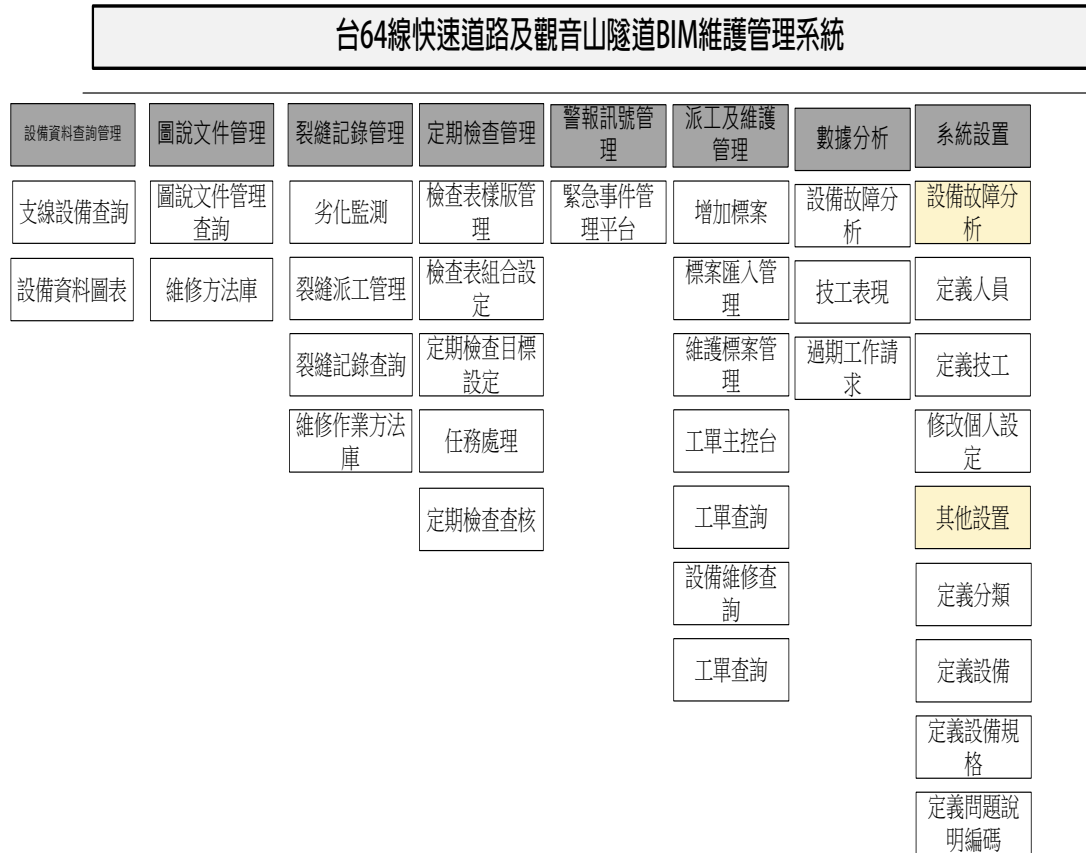 台64線快速道路及觀音山隧道BIM維護管理系統
設備資料查詢管理
支線設備查詢
設備資料圖表
圖說文件管理
圖說文件管理
查詢
維修方法庫
裂縫記錄管理
劣化監測
裂縫派工管理
裂縫記錄查詢
維修作業方法
庫
定期檢查管理
檢查表樣版管
理
檢查表組合設
定
定期檢查目標
設定
任務處理
定期檢查查核
警報訊號管
理
緊急事件管
理平台
派工及維護
管理
增加標案
標案匯入管
理
維護標案管
理
工單主控台
工單查詢
設備維修查
詢
工單查詢
數據分析
設備故障分
析
技工表現
過期工作請
求
系統設置
設備故障分
析
定義人員
定義技工
修改個人設
定
其他設置
定義分類
定義設備
定義設備規
格
定義問題說
明編碼